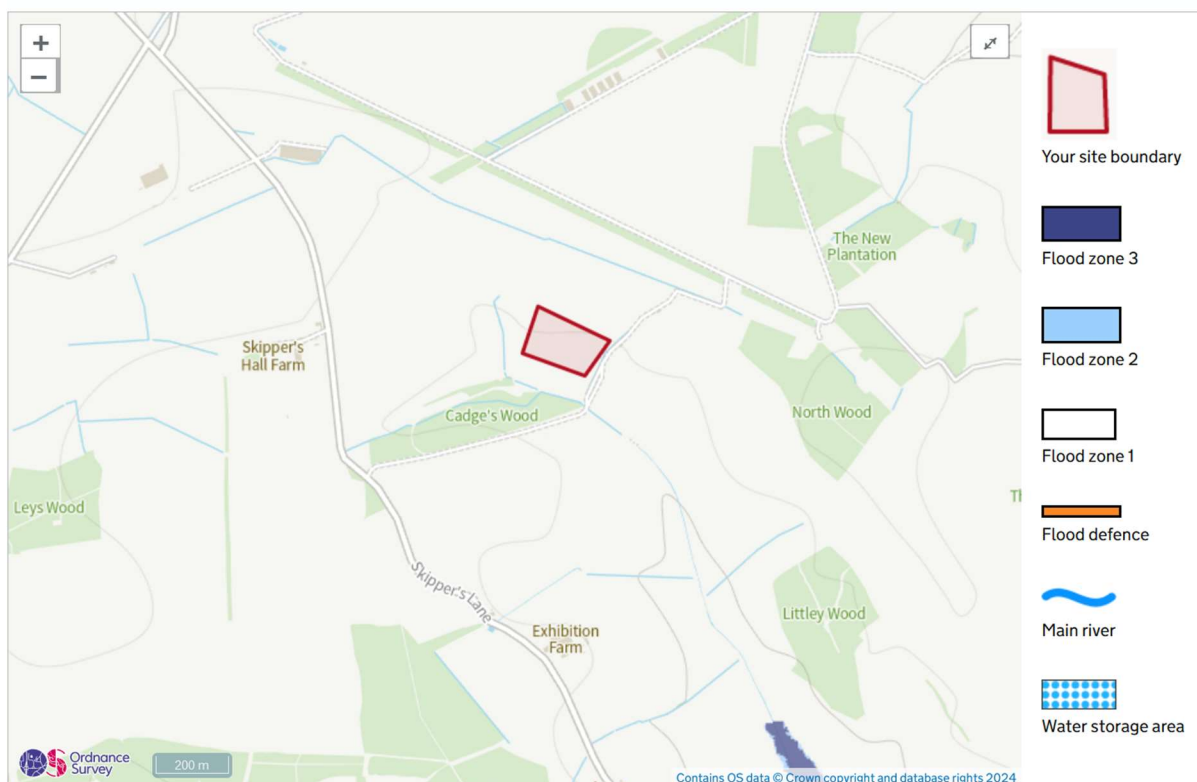 +
−
The New
Plantation
Skipper's
Hall Farm
Cadge's Wood
North Wood
Leys Wood
Skipper's Lane
Exhibition
Farm
Littley Wood
Ordnance
Survey
200 m
Contains OS data © Crown copyright and database rights 2024
Your site boundary
Flood zone 3
Flood zone 2
Flood zone 1
Flood defence
Main river
Water storage area